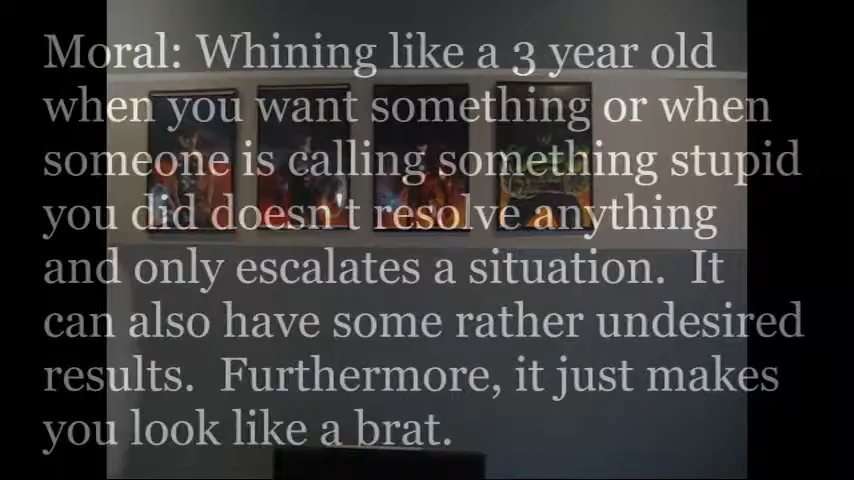 Moral: Whining like a 3 year old
when you want something or when
someone is calling something stupid
you did doesn't resolve anything
and only escalates a situation.  It
can also have some rather undesired
results.  Furthermore, it just makes
you look like a brat.